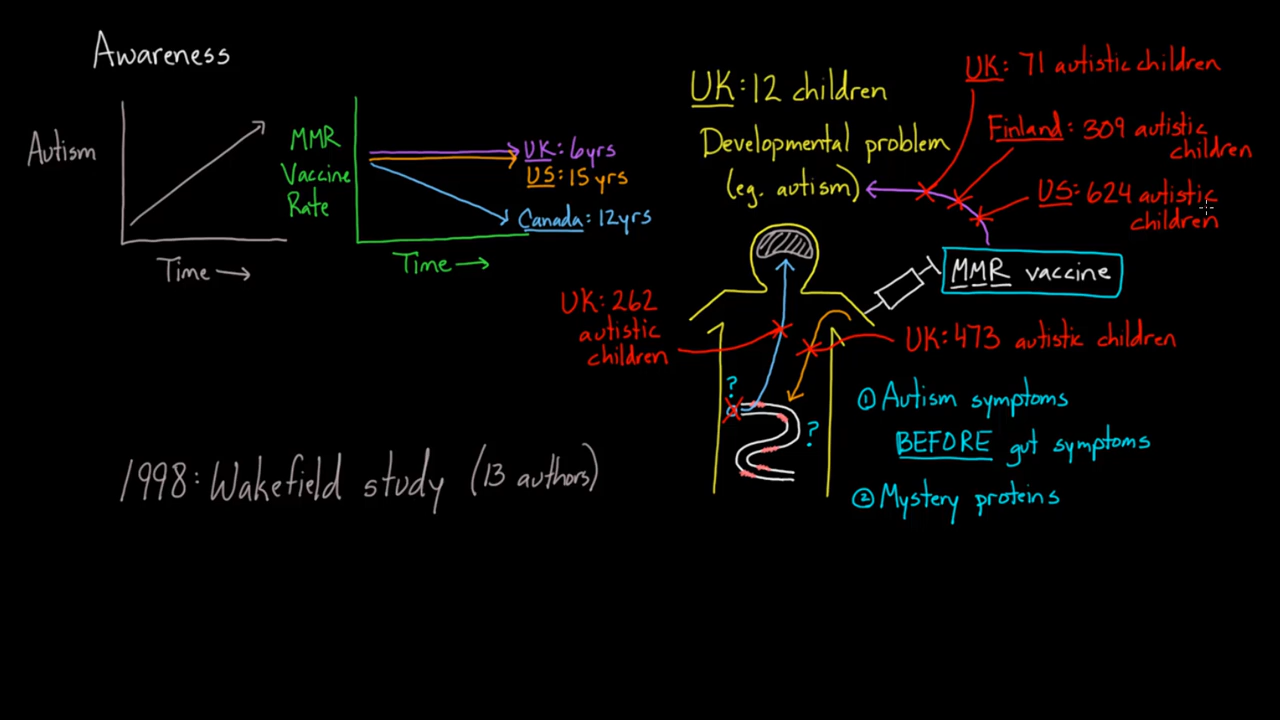 Awareness
Autism
Time
MMR
Vaccine
Rate
Time
UK: 6yrs
US: 15 yrs
Canada: 12yrs
1998: Wakefield study (13 authors)
UK: 12 children
Developmental problem
(eg. autism)
UK: 71 autistic children
Finland: 309 autistic
children
US: 624 autistic
children
MMR vaccine
UK: 262
autistic
children
UK: 473 autistic children
?
?
① Autism symptoms
BEFORE gut symptoms
② Mystery proteins